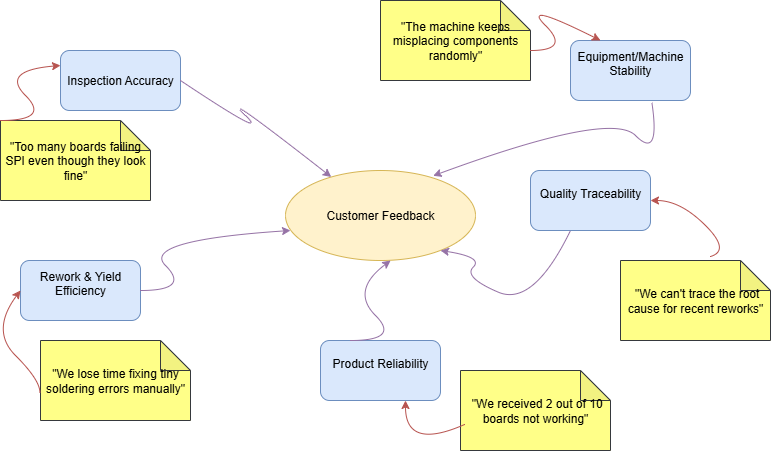 "The machine keeps
misplacing components
randomly"
Equipment/Machine
Stability
Inspection Accuracy
"Too many boards failing
SPI even though they look
fine"
Quality Traceability
Customer Feedback
Rework & Yield
Efficiency
"We can't trace the root
cause for recent reworks"
"We lose time fixing tiny
soldering errors manually"
Product Reliability
"We received 2 out of 10
boards not working"